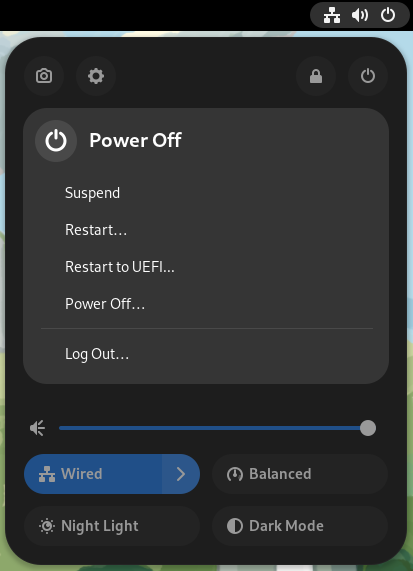 Power Off
Suspend
Restart...
Restart to UEFI...
Power Off...
Log Out...
Wired
Balanced
Night Light
Dark Mode